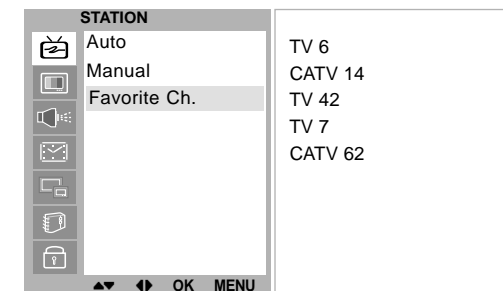 STATION
Auto
Manual
Favorite Ch.
TV 6
CATV 14
TV 42
TV 7
CATV 62
▲▼ ◀▶ OK MENU